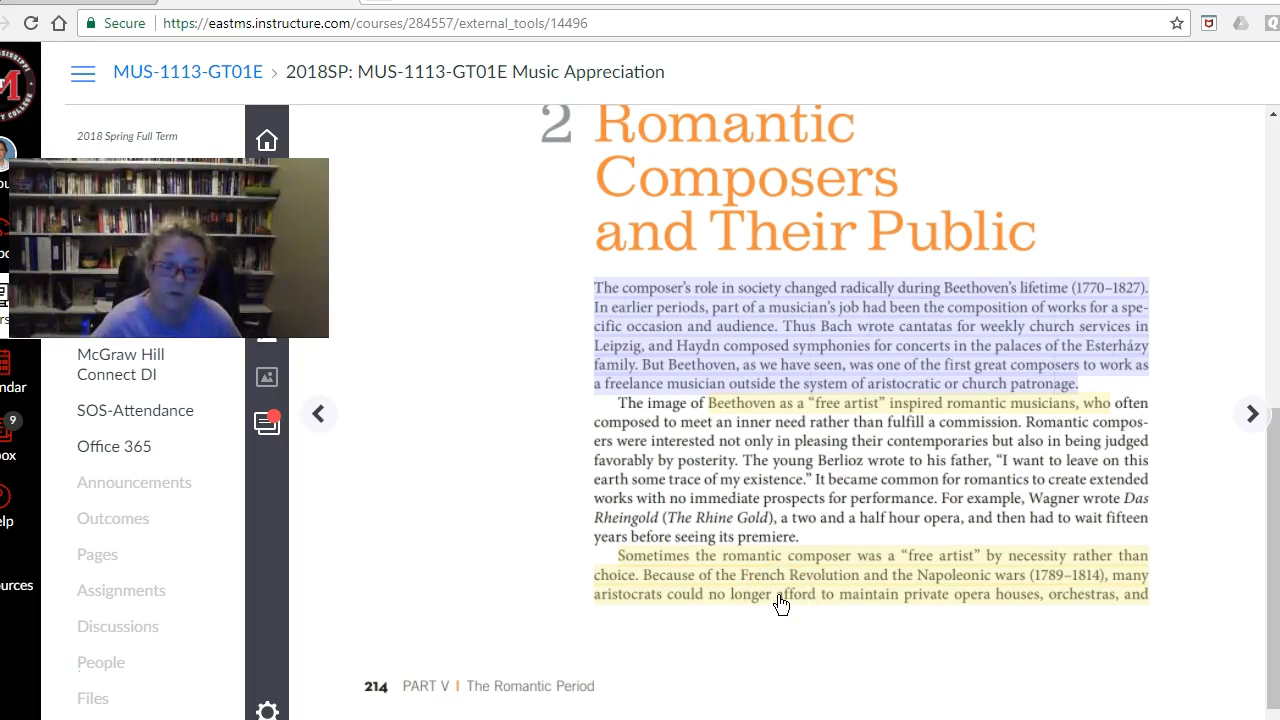 Secure
https://eastms.instructure.com/courses/284557/external_tools/14496
MUS-1113-GT01E > 2018SP: MUS-1113-GT01E Music Appreciation
2018 Spring Full Term
McGraw Hill
Connect DI
SOS-Attendance
Office 365
Announcements
Outcomes
Pages
Assignments
Discussions
People
Files
9
2 Romantic
Composers
and Their Public
The composer's role in society changed radically during Beethoven's lifetime (1770–1827).
In earlier periods, part of a musician's job had been the composition of works for a spe-
cific occasion and audience. Thus Bach wrote cantatas for weekly church services in
Leipzig, and Haydn composed symphonies for concerts in the palaces of the Esterházy
family. But Beethoven, as we have seen, was one of the first great composers to work as
a freelance musician outside the system of aristocratic or church patronage.
The image of Beethoven as a “free artist” inspired romantic musicians, who often
composed to meet an inner need rather than fulfill a commission. Romantic compos-
ers were interested not only in pleasing their contemporaries but also in being judged
favorably by posterity. The young Berlioz wrote to his father, “I want to leave on this
earth some trace of my existence.” It became common for romantics to create extended
works with no immediate prospects for performance. For example, Wagner wrote Das
Rheingold (The Rhine Gold), a two and a half hour opera, and then had to wait fifteen
years before seeing its premiere.
Sometimes the romantic composer was a “free artist” by necessity rather than
choice. Because of the French Revolution and the Napoleonic wars (1789–1814), many
aristocrats could no longer afford to maintain private opera houses, orchestras, and
214 PART V | The Romantic Period